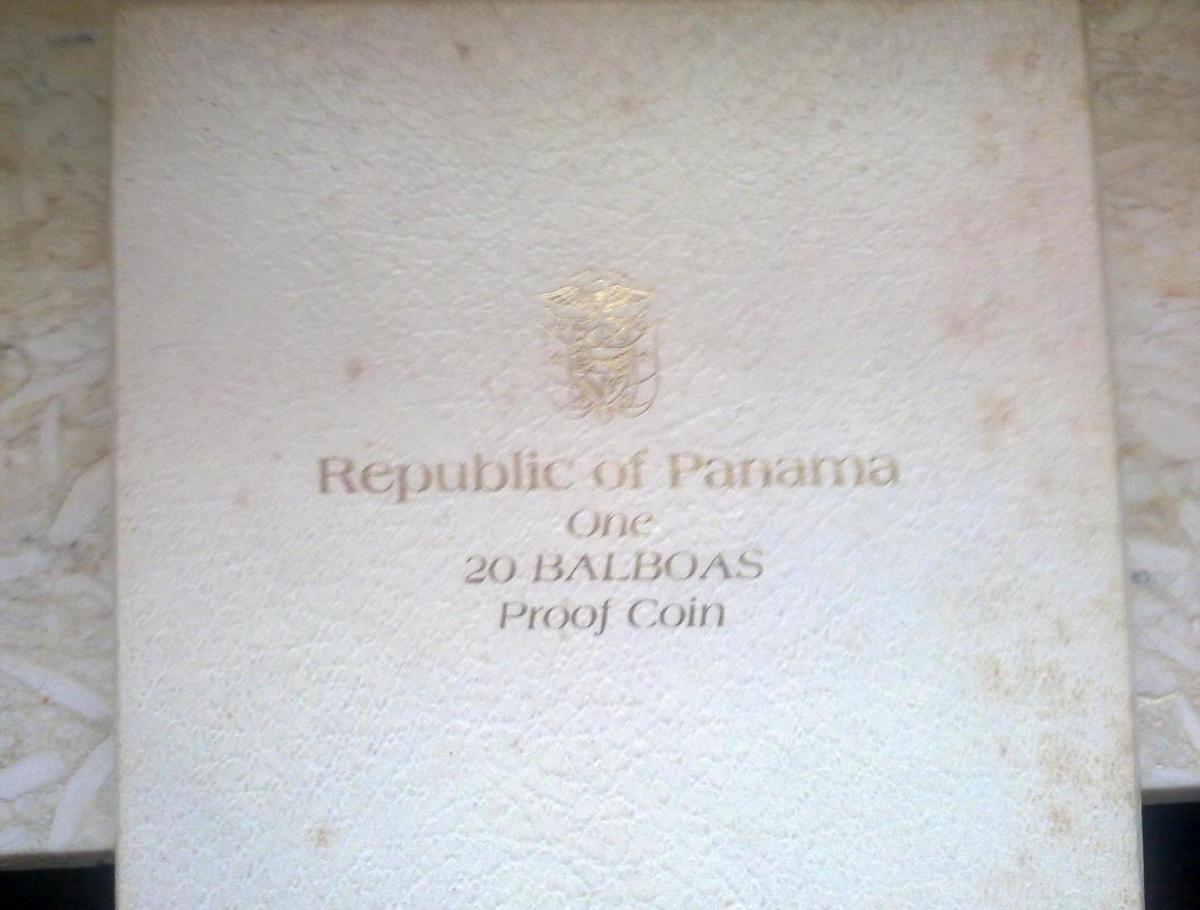 Republic of Panama
One
20 BALBOAS
Proof Coin